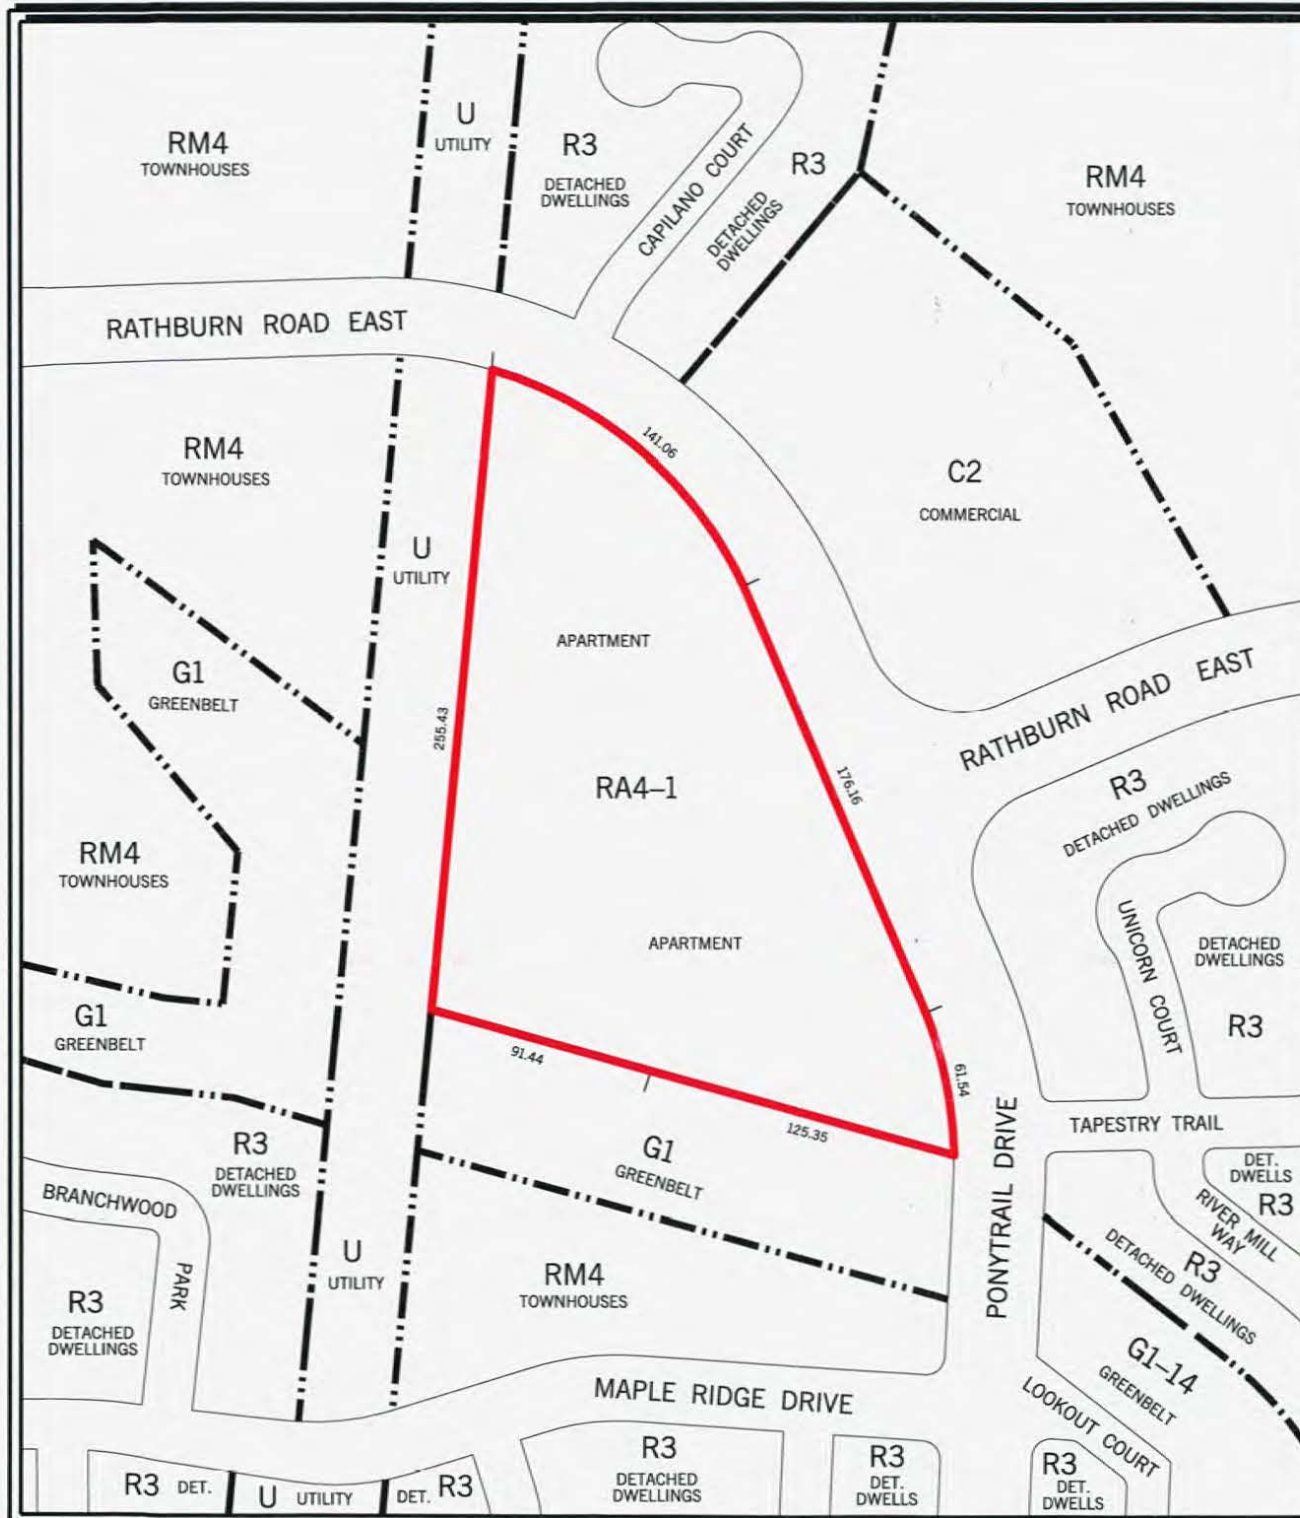 RM4
TOWNHOUSES
U
UTILITY
R3
DETACHED
DWELLINGS
CAPILANO COURT
R3
DETACHED
DWELLINGS
RM4
TOWNHOUSES
RATHBURN ROAD EAST
RM4
TOWNHOUSES
141.06
C2
COMMERCIAL
U
UTILITY
APARTMENT
G1
GREENBELT
255.43
RA4–1
176.16
RATHBURN ROAD EAST
R3
DETACHED DWELLINGS
RM4
TOWNHOUSES
APARTMENT
UNICORN COURT
DETACHED
DWELLINGS
R3
G1
GREENBELT
91.44
61.54
125.35
PONYTRAIL DRIVE
TAPESTRY TRAIL
R3
DETACHED
DWELLINGS
G1
GREENBELT
DET.
DWELLS
R3
BRANCHWOOD
PARK
RIVER MILL
WAY
U
UTILITY
RM4
TOWNHOUSES
R3
DETACHED DWELLINGS
R3
DETACHED
DWELLINGS
G1–14
GREENBELT
MAPLE RIDGE DRIVE
LOOKOUT COURT
R3 DET.
U UTILITY
DET. R3
R3
DETACHED
DWELLINGS
R3
DET.
DWELLS
R3
DET.
DWELLS